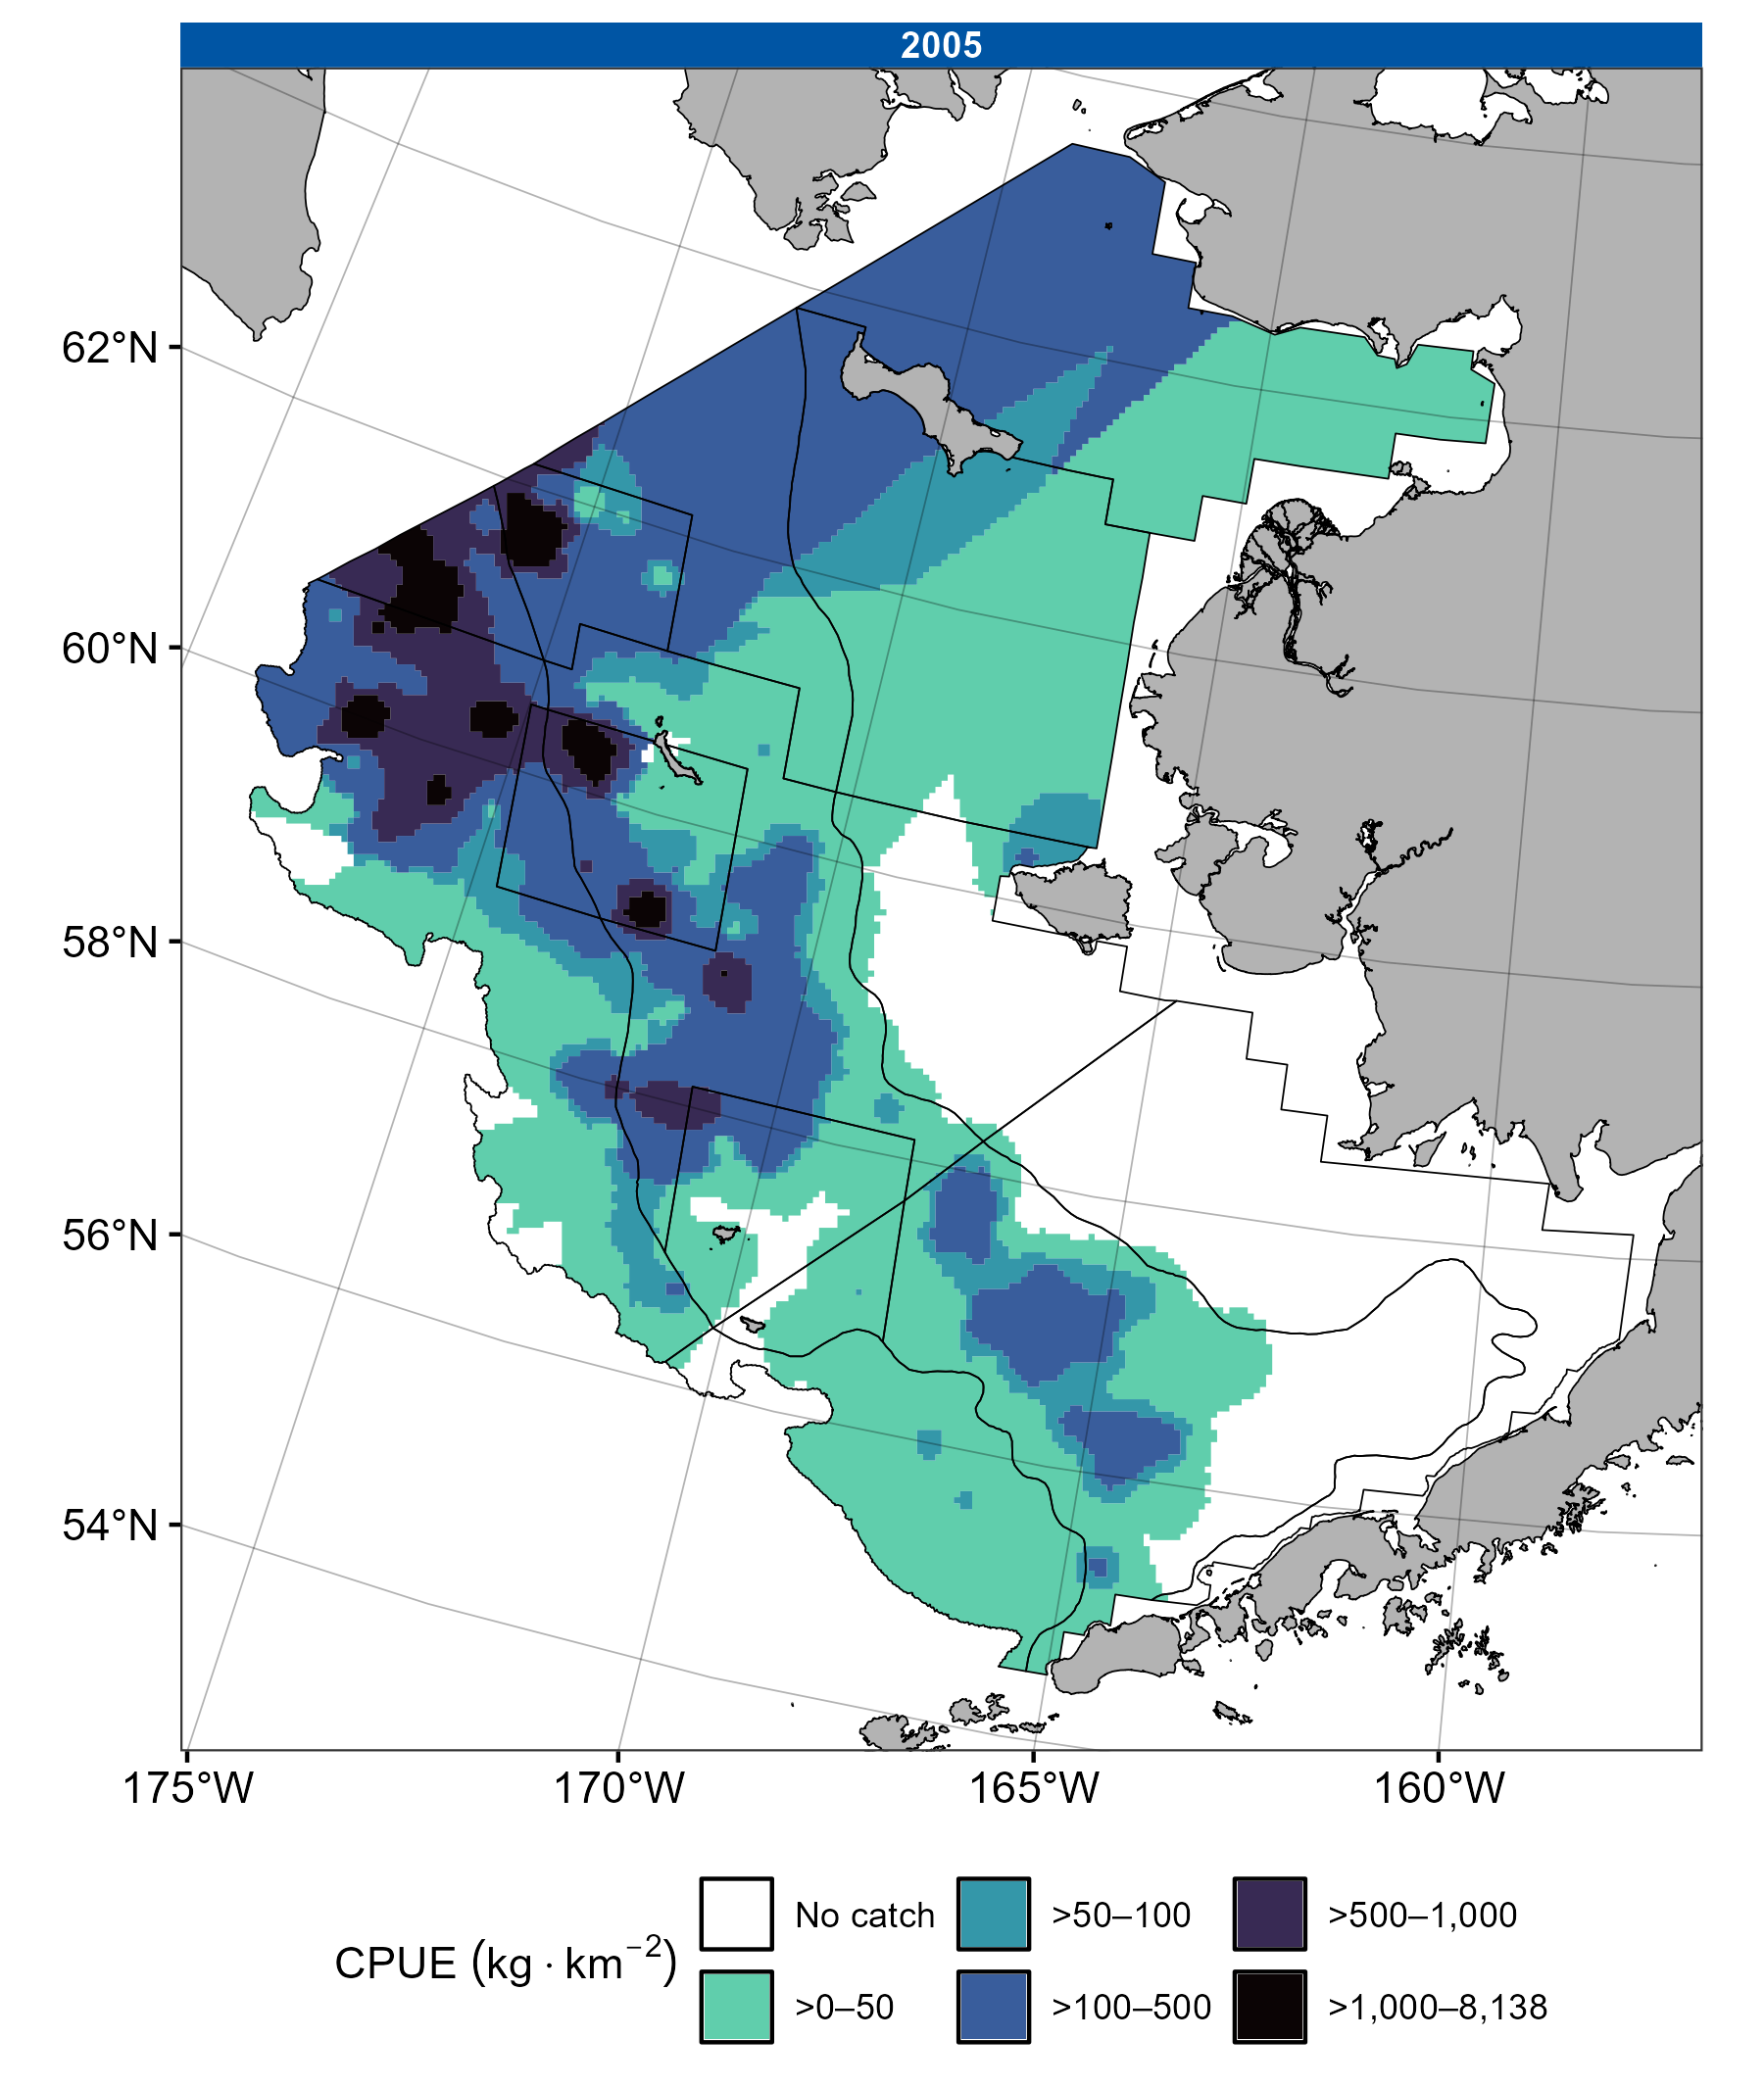 2005
62°N
60°N
58°N
56°N
54°N
175°W 170°W 165°W 160°W
CPUE (kg · km⁻²)
No catch >50–100 >500–1,000
>0–50 >100–500 >1,000–8,138